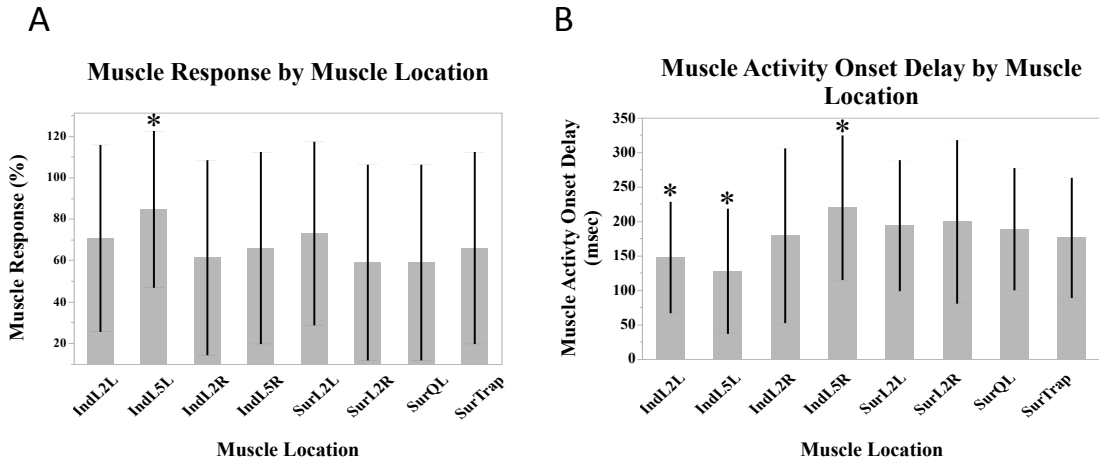 A
Muscle Response by Muscle Location
Muscle Response (%)
120
100
80
60
40
20
*
IndL2L
IndL5L
IndL2R
IndL5R
SurL2L
SurL2R
SurQL
SurTrap
Muscle Location
B
Muscle Activity Onset Delay by Muscle
Location
Muscle Activty Onset Delay
(msec)
350
300
250
200
150
100
50
0
*
*
*
IndL2L
IndL5L
IndL2R
IndL5R
SurL2L
SurL2R
SurQL
SurTrap
Muscle Location